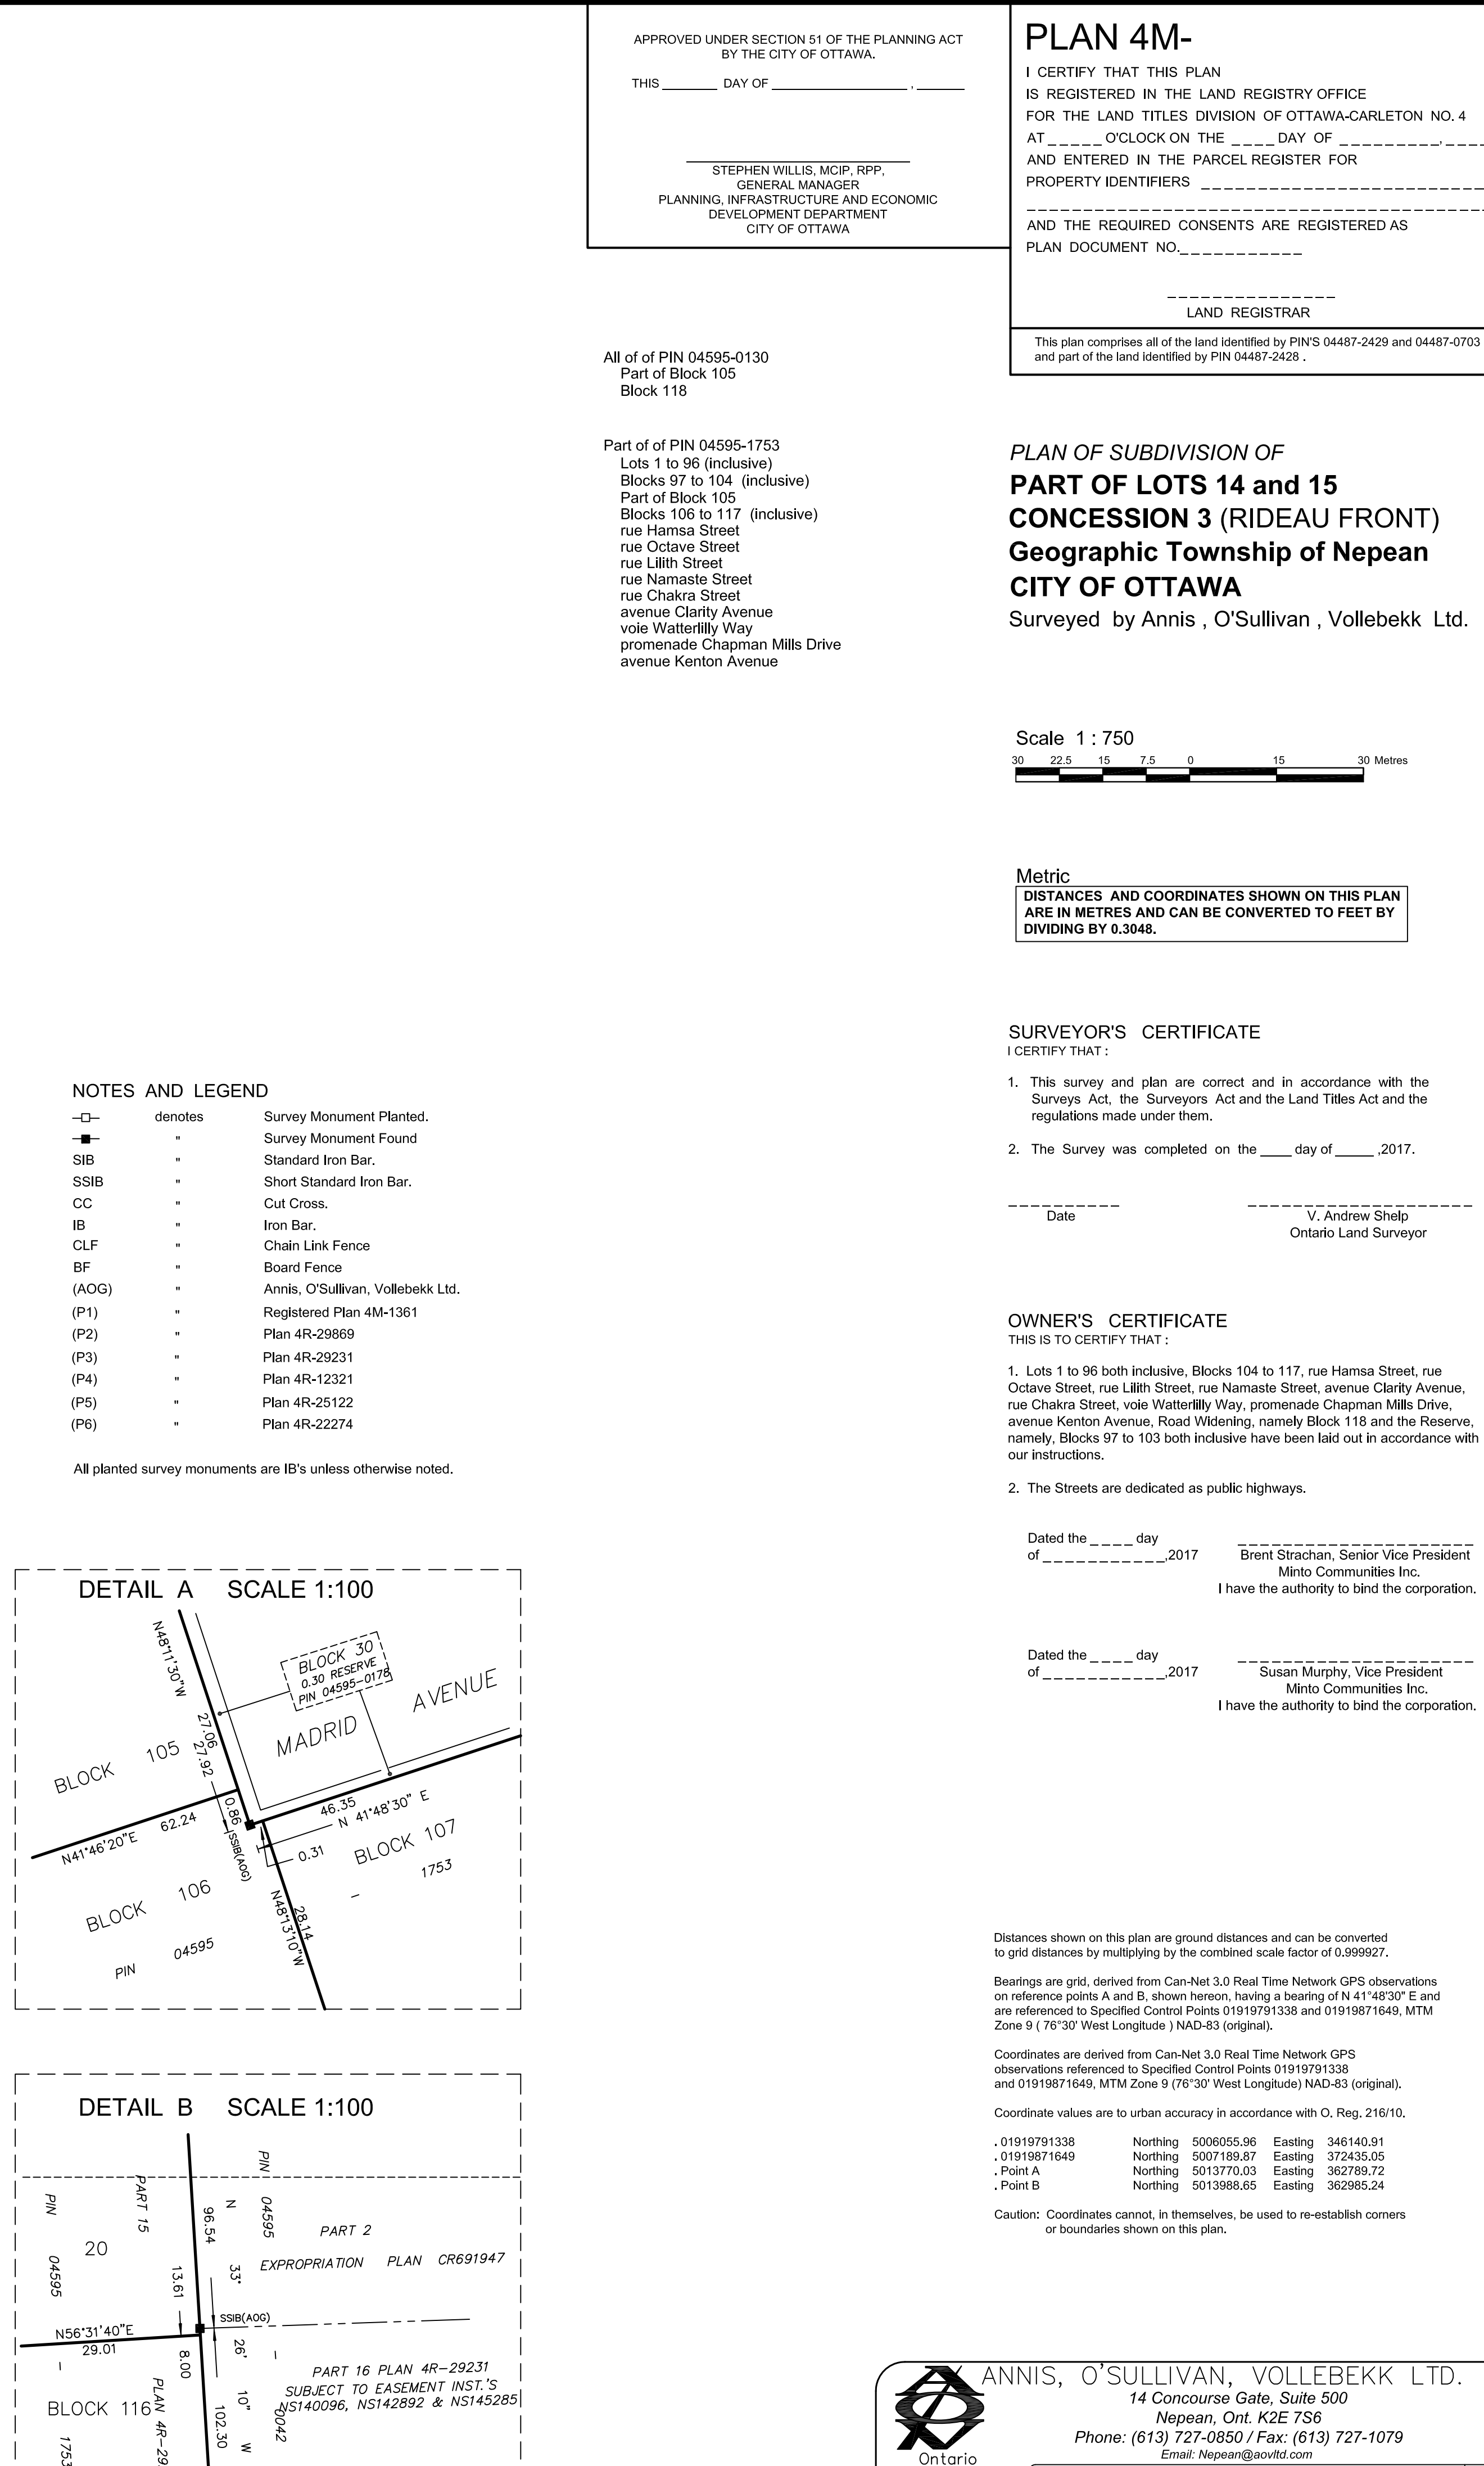 APPROVED UNDER SECTION 51 OF THE PLANNING ACT
BY THE CITY OF OTTAWA.
THIS ________ DAY OF ____________________ , _______
STEPHEN WILLIS, MCIP, RPP,
GENERAL MANAGER
PLANNING, INFRASTRUCTURE AND ECONOMIC
DEVELOPMENT DEPARTMENT
CITY OF OTTAWA
PLAN 4M-
I CERTIFY THAT THIS PLAN
IS REGISTERED IN THE LAND REGISTRY OFFICE
FOR THE LAND TITLES DIVISION OF OTTAWA-CARLETON NO. 4
AT _____ O'CLOCK ON THE ____ DAY OF _________, ____
AND ENTERED IN THE PARCEL REGISTER FOR
PROPERTY IDENTIFIERS _________________________
AND THE REQUIRED CONSENTS ARE REGISTERED AS
PLAN DOCUMENT NO.___________
LAND REGISTRAR
This plan comprises all of the land identified by PIN'S 04487-2429 and 04487-0703
and part of the land identified by PIN 04487-2428 .
All of of PIN 04595-0130
Part of Block 105
Block 118
Part of of PIN 04595-1753
Lots 1 to 96 (inclusive)
Blocks 97 to 104 (inclusive)
Part of Block 105
Blocks 106 to 117 (inclusive)
rue Hamsa Street
rue Octave Street
rue Lilith Street
rue Namaste Street
rue Chakra Street
avenue Clarity Avenue
voie Watterlilly Way
promenade Chapman Mills Drive
avenue Kenton Avenue
PLAN OF SUBDIVISION OF
PART OF LOTS 14 and 15
CONCESSION 3 (RIDEAU FRONT)
Geographic Township of Nepean
CITY OF OTTAWA
Surveyed by Annis , O'Sullivan , Vollebekk Ltd.
Scale 1 : 750
30 22.5 15 7.5 0 15 30 Metres
Metric
DISTANCES AND COORDINATES SHOWN ON THIS PLAN
ARE IN METRES AND CAN BE CONVERTED TO FEET BY
DIVIDING BY 0.3048.
SURVEYOR'S CERTIFICATE
I CERTIFY THAT :
1. This survey and plan are correct and in accordance with the
Surveys Act, the Surveyors Act and the Land Titles Act and the
regulations made under them.
2. The Survey was completed on the ____ day of _____ ,2017.
Date
V. Andrew Shelp
Ontario Land Surveyor
NOTES AND LEGEND
denotes Survey Monument Planted.
" Survey Monument Found
SIB " Standard Iron Bar.
SSIB " Short Standard Iron Bar.
CC " Cut Cross.
IB " Iron Bar.
CLF " Chain Link Fence
BF " Board Fence
(AOG) " Annis, O'Sullivan, Vollebekk Ltd.
(P1) " Registered Plan 4M-1361
(P2) " Plan 4R-29869
(P3) " Plan 4R-29231
(P4) " Plan 4R-12321
(P5) " Plan 4R-25122
(P6) " Plan 4R-22274
All planted survey monuments are IB's unless otherwise noted.
OWNER'S CERTIFICATE
THIS IS TO CERTIFY THAT :
1. Lots 1 to 96 both inclusive, Blocks 104 to 117, rue Hamsa Street, rue
Octave Street, rue Lilith Street, rue Namaste Street, avenue Clarity Avenue,
rue Chakra Street, voie Watterlilly Way, promenade Chapman Mills Drive,
avenue Kenton Avenue, Road Widening, namely Block 118 and the Reserve,
namely, Blocks 97 to 103 both inclusive have been laid out in accordance with
our instructions.
2. The Streets are dedicated as public highways.
Dated the ____ day
of ___________,2017
Brent Strachan, Senior Vice President
Minto Communities Inc.
I have the authority to bind the corporation.
Dated the ____ day
of ___________,2017
Susan Murphy, Vice President
Minto Communities Inc.
I have the authority to bind the corporation.
DETAIL A SCALE 1:100
N48°11'30"W
BLOCK 30
0.30 RESERVE
PIN 04595-0178
MADRID AVENUE
27.06
27.92
BLOCK 105
0.86
46.35
N 41°48'30" E
62.24
N41°46'20"E
SSIB(AOG)
0.31
BLOCK 107
1753
BLOCK 106
N48°13'10"W
28.14
–
PIN 04595
DETAIL B SCALE 1:100
PIN 04595
PART 15
PIN 04595
N 33° 26' 10" W
96.54
PART 2
20
EXPROPRIATION PLAN CR691947
13.61
SSIB(AOG)
N56°31'40"E
29.01
8.00
–
–
PART 16 PLAN 4R-29231
SUBJECT TO EASEMENT INST.'S
NS140096, NS142892 & NS145285
BLOCK 116
PLAN 4R-29
102.30
0042
1753
Distances shown on this plan are ground distances and can be converted
to grid distances by multiplying by the combined scale factor of 0.999927.
Bearings are grid, derived from Can-Net 3.0 Real Time Network GPS observations
on reference points A and B, shown hereon, having a bearing of N 41°48'30" E and
are referenced to Specified Control Points 01919791338 and 01919871649, MTM
Zone 9 ( 76°30' West Longitude ) NAD-83 (original).
Coordinates are derived from Can-Net 3.0 Real Time Network GPS
observations referenced to Specified Control Points 01919791338
and 01919871649, MTM Zone 9 (76°30' West Longitude) NAD-83 (original).
Coordinate values are to urban accuracy in accordance with O. Reg. 216/10.
. 01919791338 Northing 5006055.96 Easting 346140.91
. 01919871649 Northing 5007189.87 Easting 372435.05
. Point A Northing 5013770.03 Easting 362789.72
. Point B Northing 5013988.65 Easting 362985.24
Caution: Coordinates cannot, in themselves, be used to re-establish corners
or boundaries shown on this plan.
ANNIS, O'SULLIVAN, VOLLEBEKK LTD.
14 Concourse Gate, Suite 500
Nepean, Ont. K2E 7S6
Phone: (613) 727-0850 / Fax: (613) 727-1079
Email: Nepean@aovltd.com
Ontario